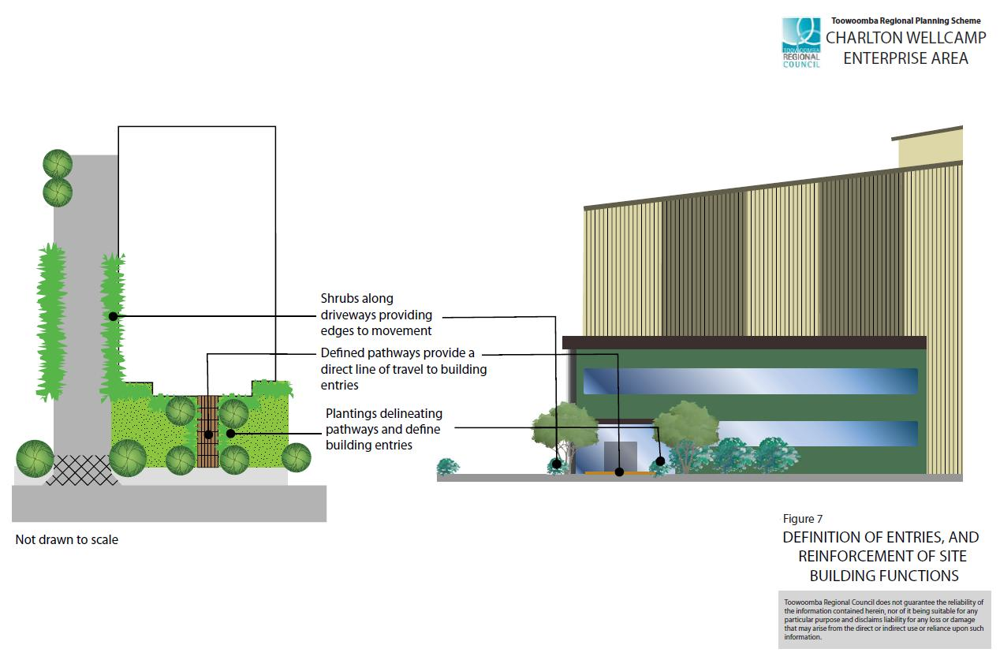 Toowoomba Regional Planning Scheme
CHARLTON WELLCAMP
ENTERPRISE AREA
TOOWOOMBA
REGIONAL
COUNCIL
Shrubs along
driveways providing
edges to movement
Defined pathways provide a
direct line of travel to building
entries
Plantings delineating
pathways and define
building entries
Not drawn to scale
Figure 7
DEFINITION OF ENTRIES, AND
REINFORCEMENT OF SITE
BUILDING FUNCTIONS
Toowoomba Regional Council does not guarantee the reliability of
the information contained herein, nor of it being suitable for any
particular purpose and disclaims liability for any loss or damage
that may arise from the direct or indirect use or reliance upon such
information.